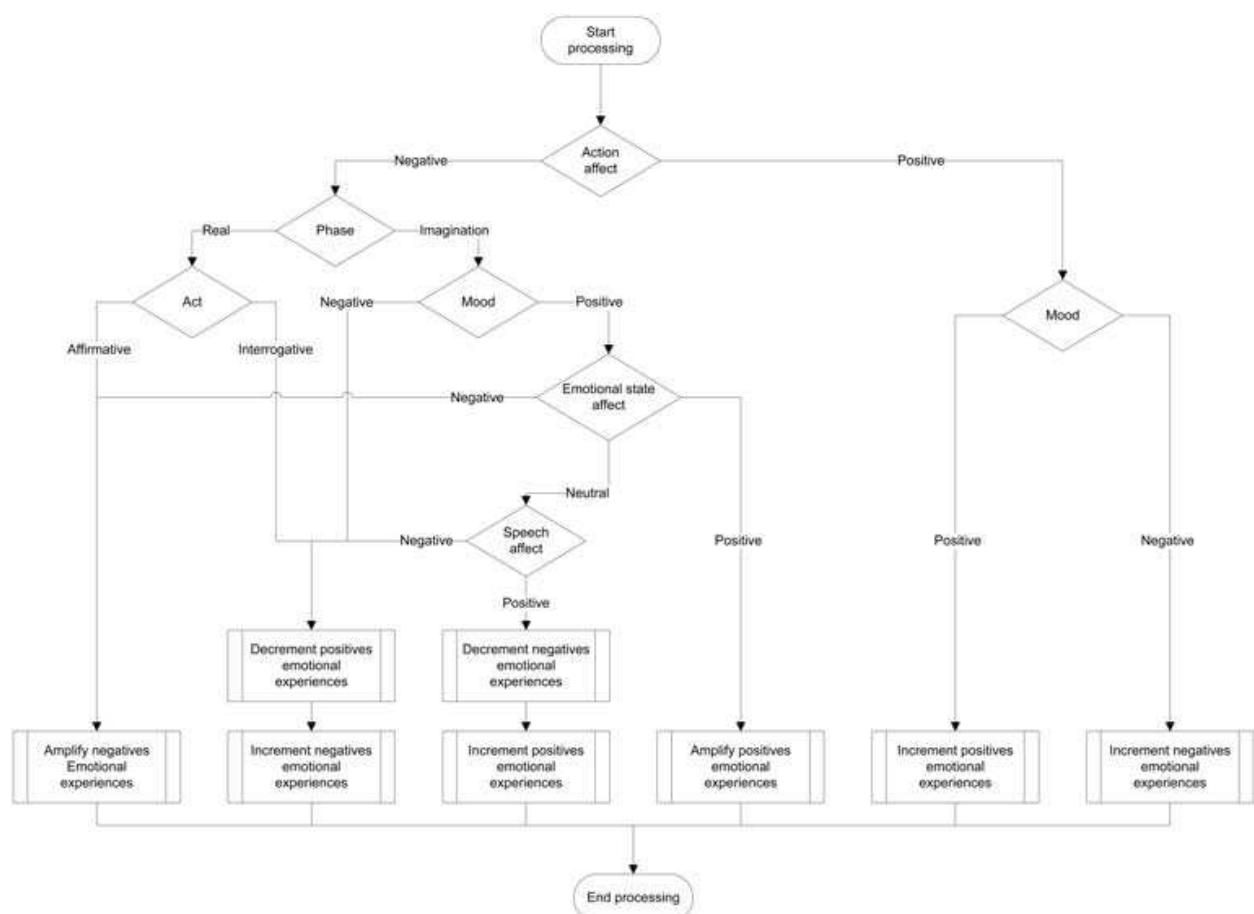 Start
processing
Action
affect
Negative
Positive
Phase
Real
Imagination
Act
Mood
Negative
Positive
Mood
Affirmative
Interrogative
Emotional state
affect
Negative
Neutral
Speech
affect
Negative
Positive
Positive
Negative
Positive
Decrement positives
emotional
experiences
Decrement negatives
emotional
experiences
Amplify negatives
Emotional
experiences
Increment negatives
emotional
experiences
Increment positives
emotional
experiences
Amplify positives
emotional
experiences
Increment positives
emotional
experiences
Increment negatives
emotional
experiences
End processing